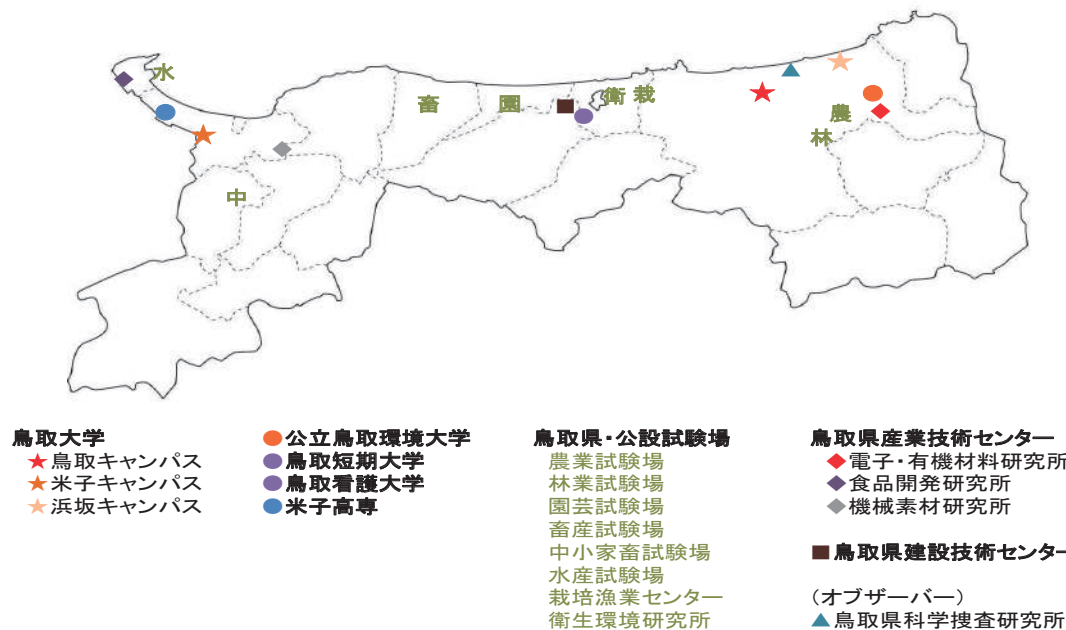 水
畜
園
衛
栽
農
林
中
鳥取大学
鳥取キャンパス
米子キャンパス
浜坂キャンパス
公立鳥取環境大学
鳥取短期大学
鳥取看護大学
米子高専
鳥取県・公設試験場
農業試験場
林業試験場
園芸試験場
畜産試験場
中小家畜試験場
水産試験場
栽培漁業センター
衛生環境研究所
鳥取県産業技術センター
電子・有機材料研究所
食品開発研究所
機械素材研究所
鳥取県建設技術センター
(オブザーバー)
鳥取県科学捜査研究所